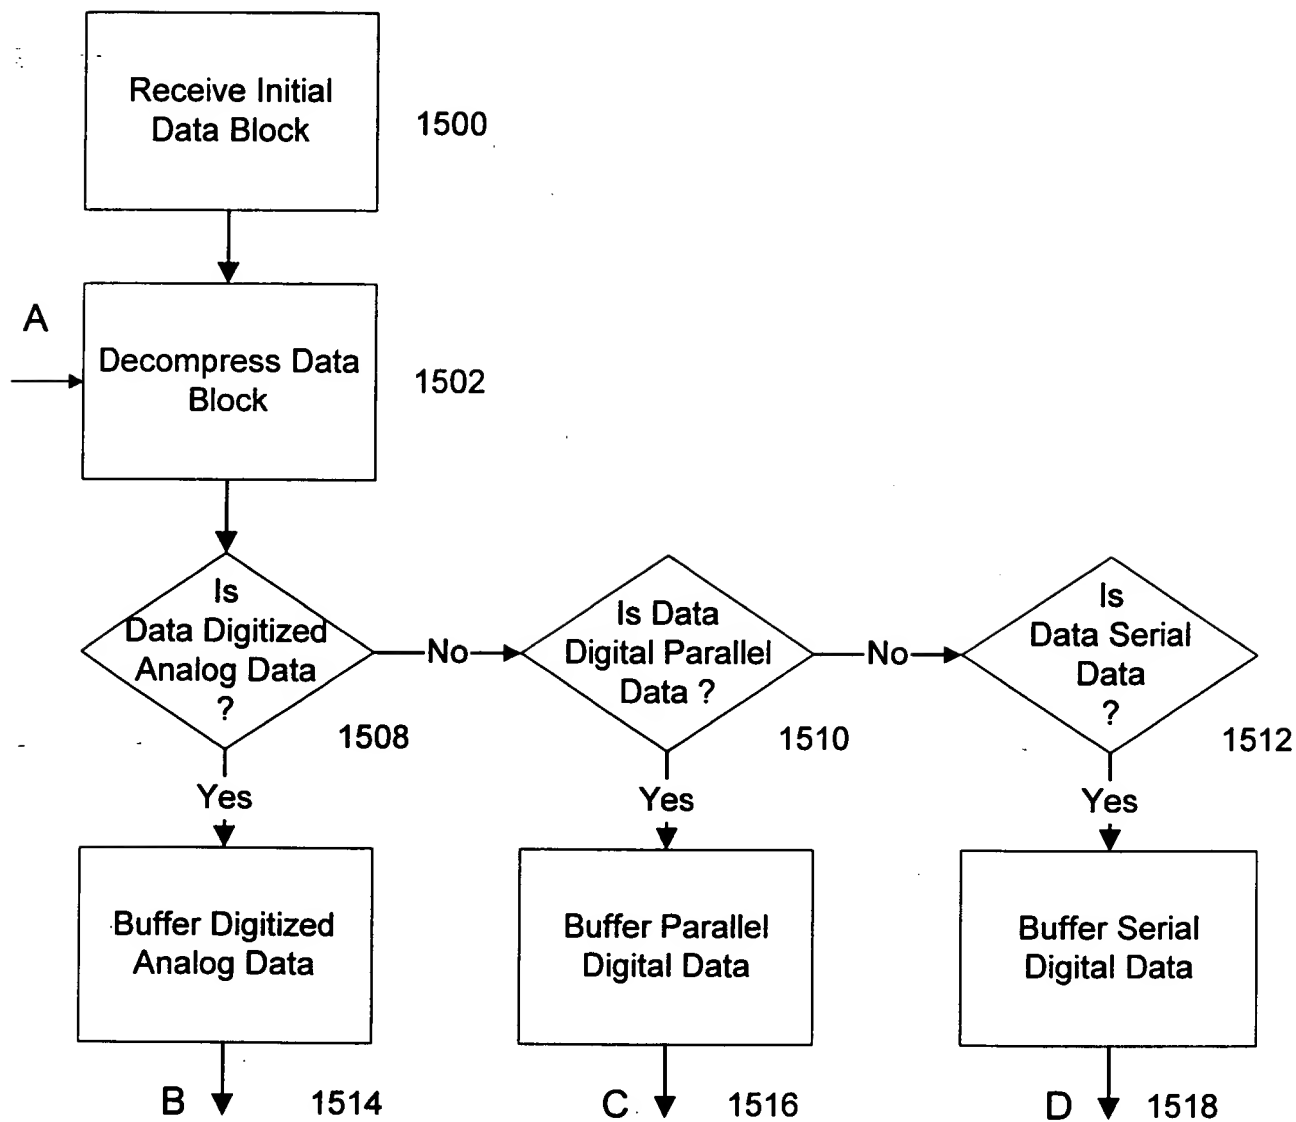 Receive Initial
Data Block
1500
A
Decompress Data
Block
1502
Is
Data Digitized
Analog Data
?
1508
No
Is Data
Digital Parallel
Data ?
1510
No
Is
Data Serial
Data
?
1512
Yes
Yes
Yes
Buffer Digitized
Analog Data
Buffer Parallel
Digital Data
Buffer Serial
Digital Data
B
1514
C
1516
D
1518